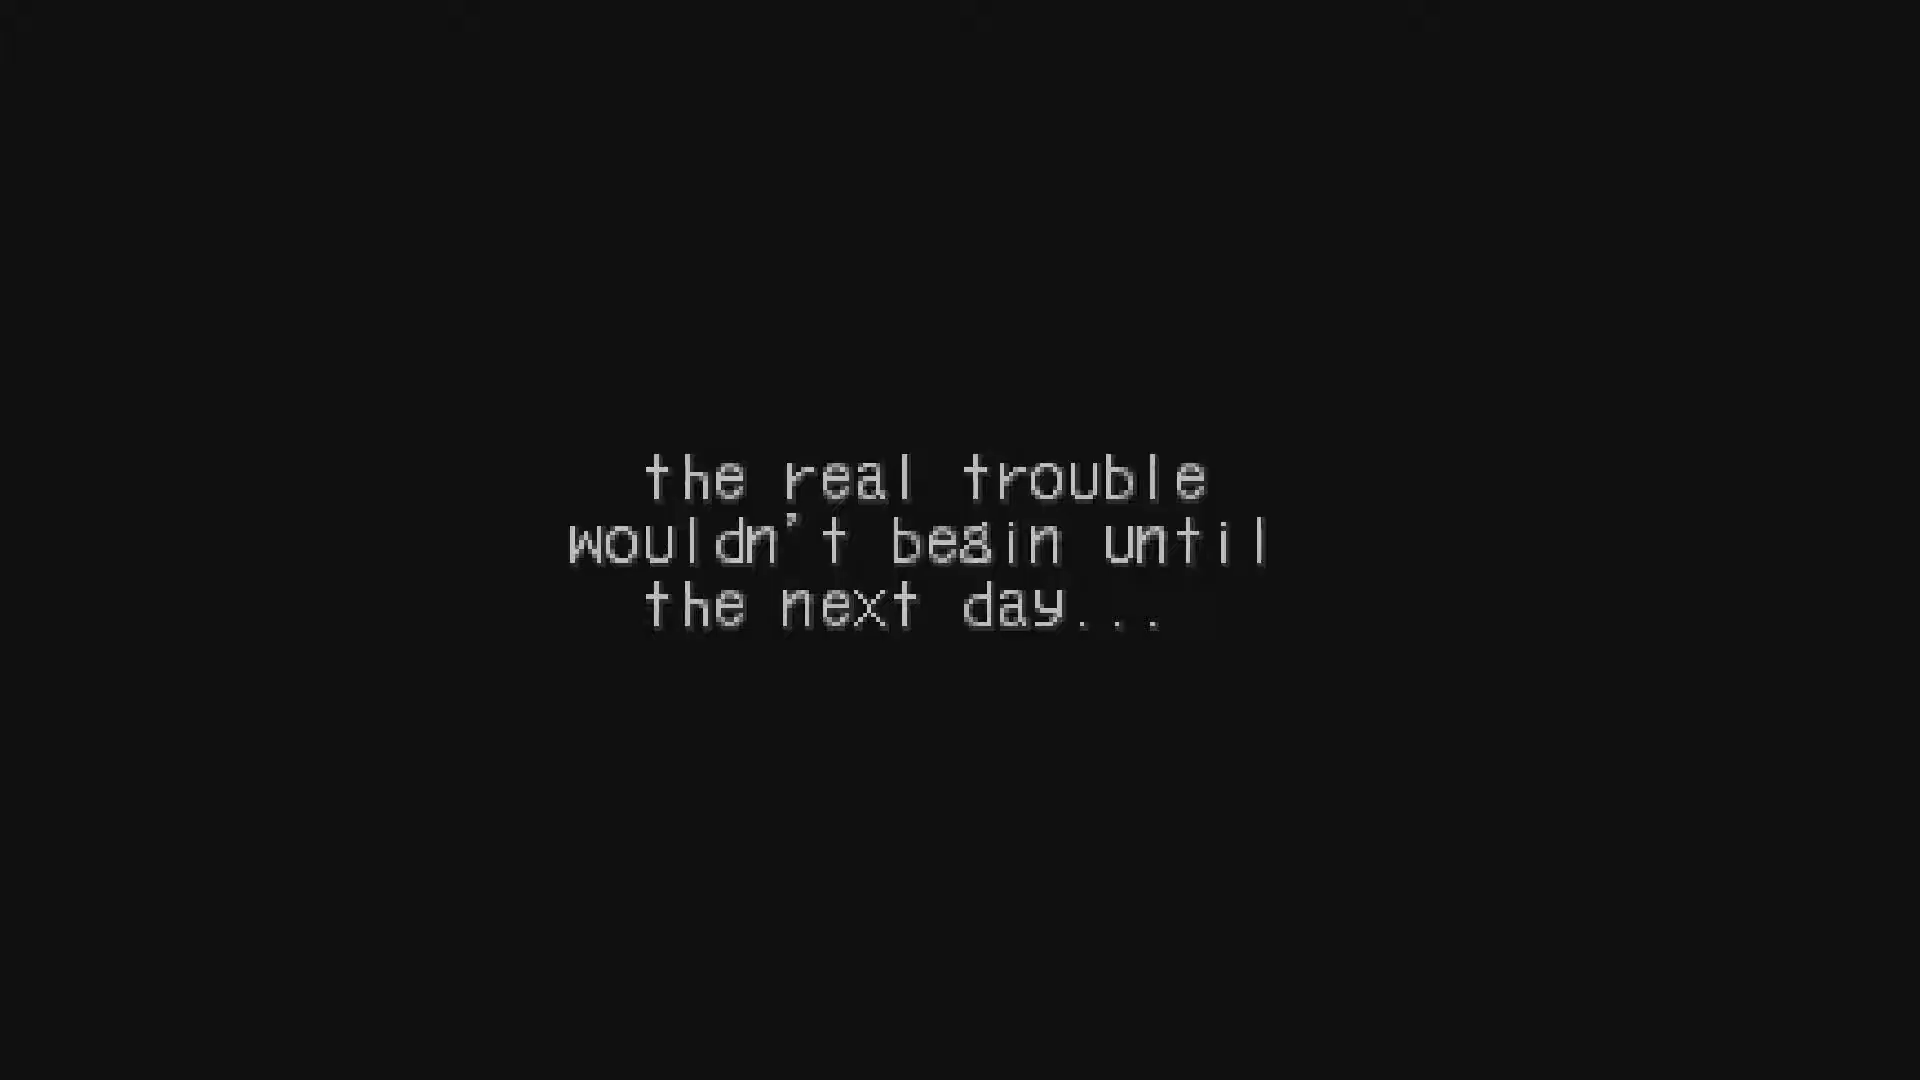 the real trouble
wouldn't begin until
the next day...